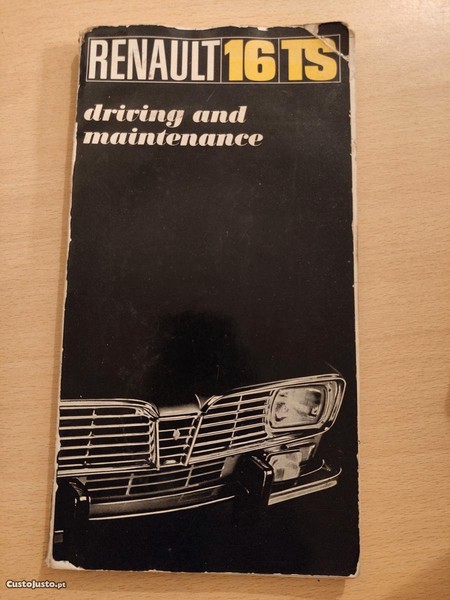 RENAULT 16 TS
driving and
maintenance
CustoJusto.pt